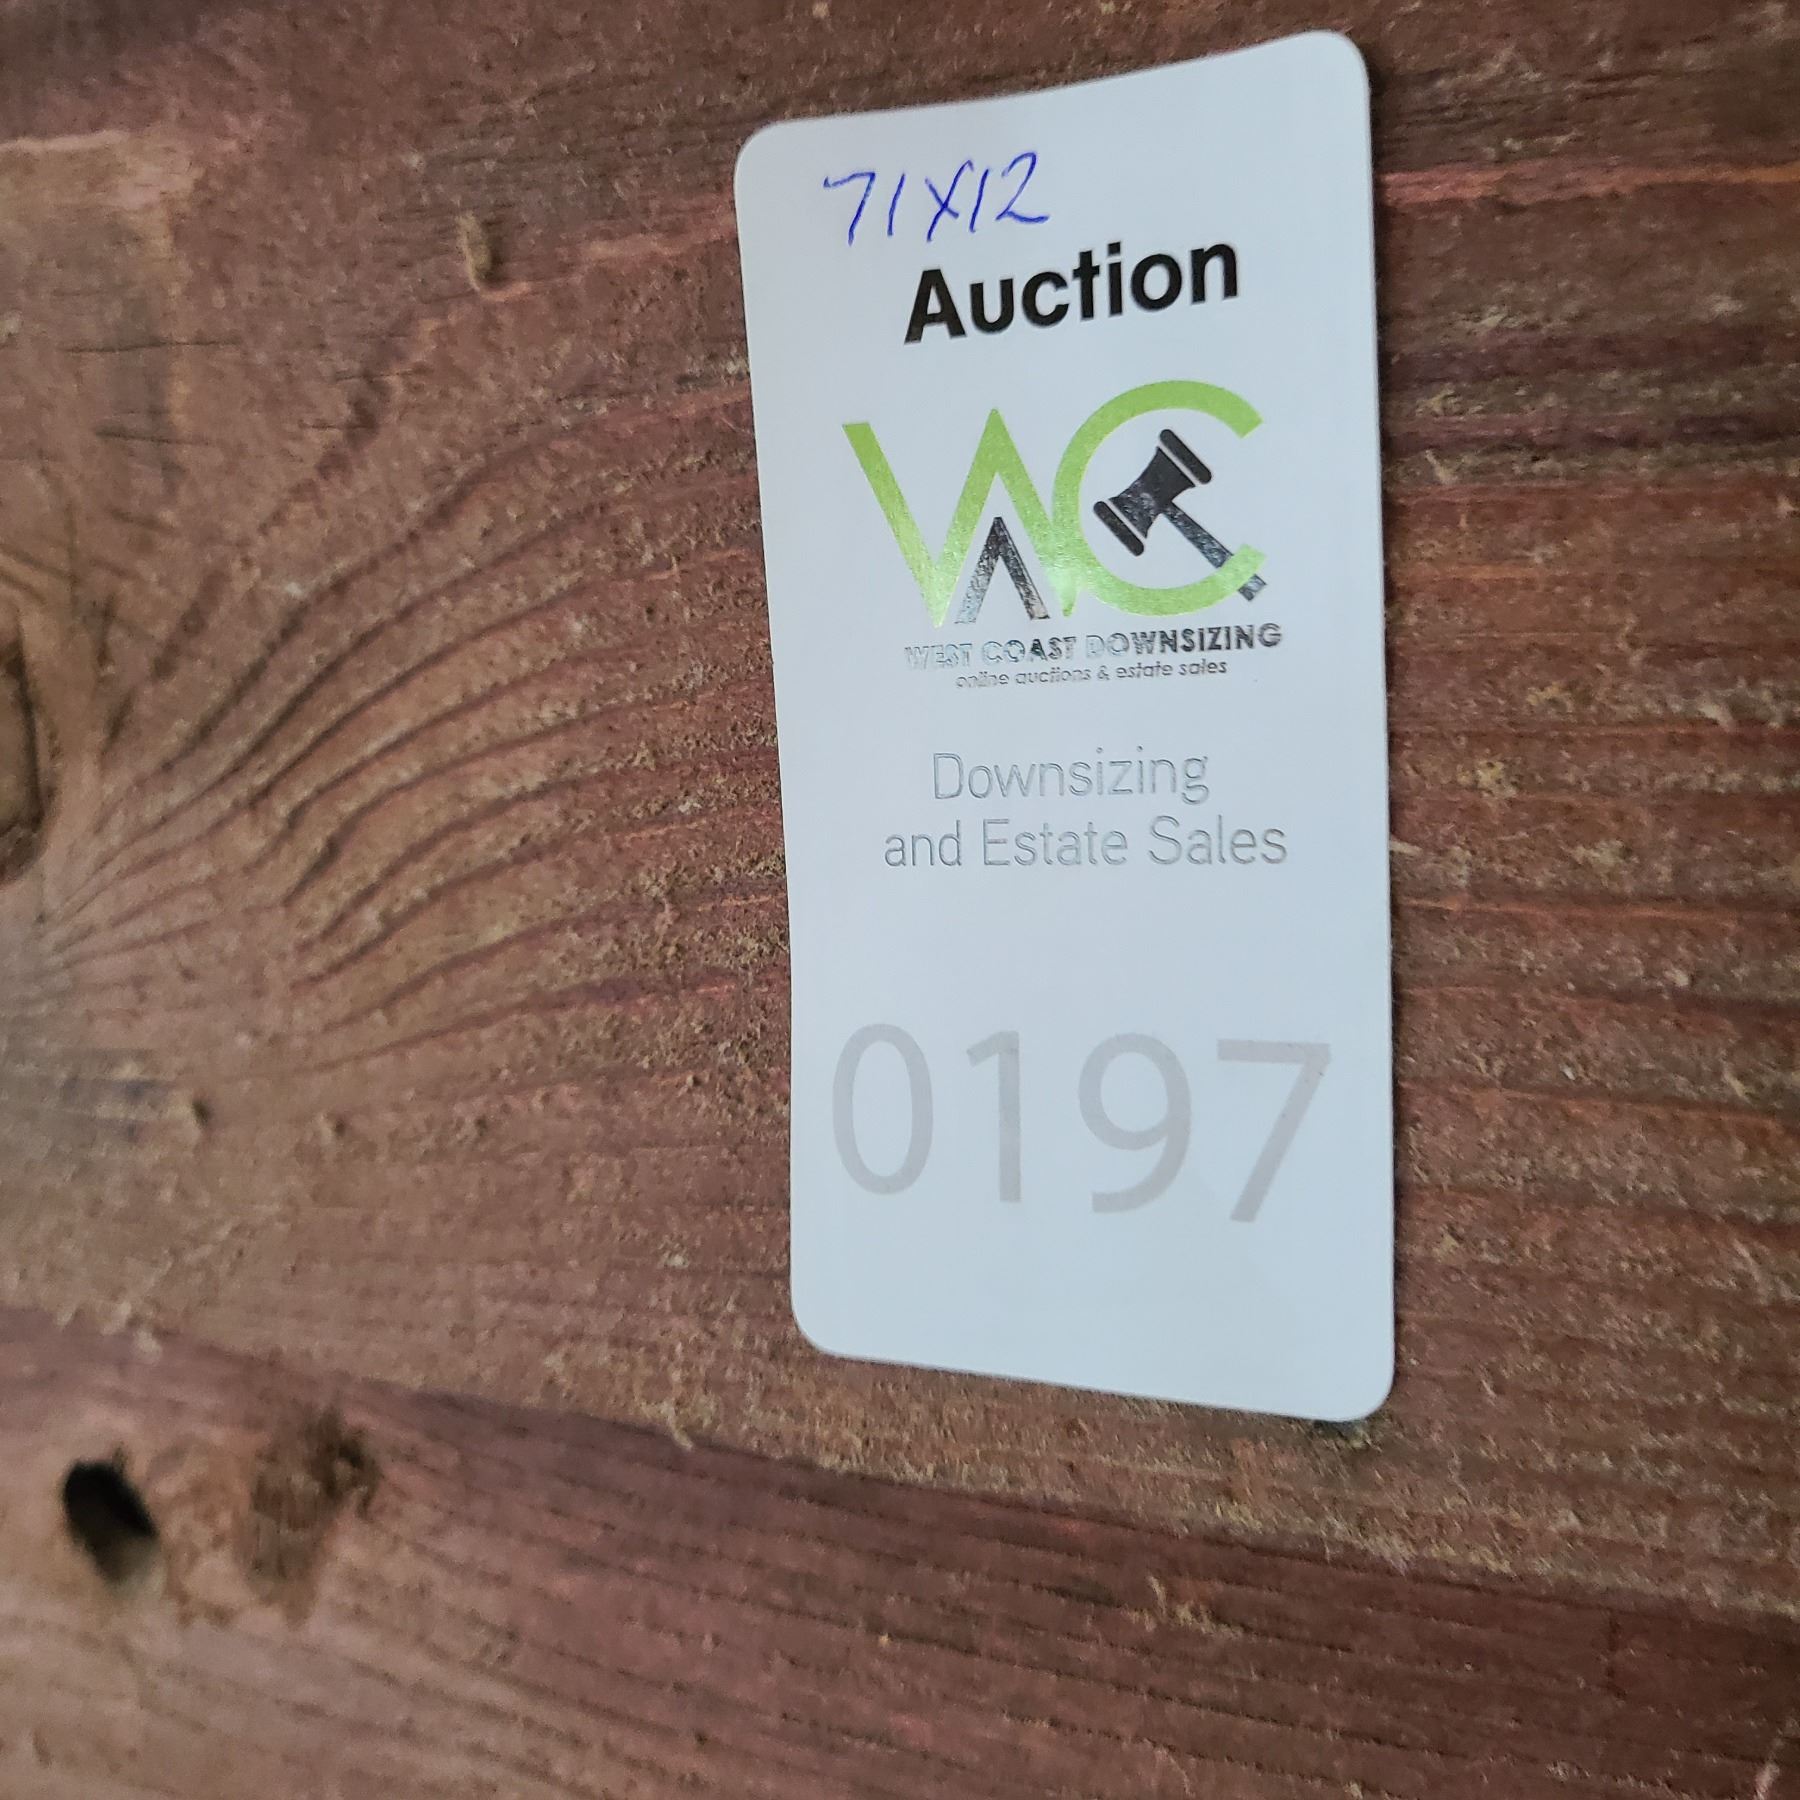 71X12
Auction
WC
WEST COAST DOWNSIZING
online auctions & estate sales
Downsizing
and Estate Sales
0197